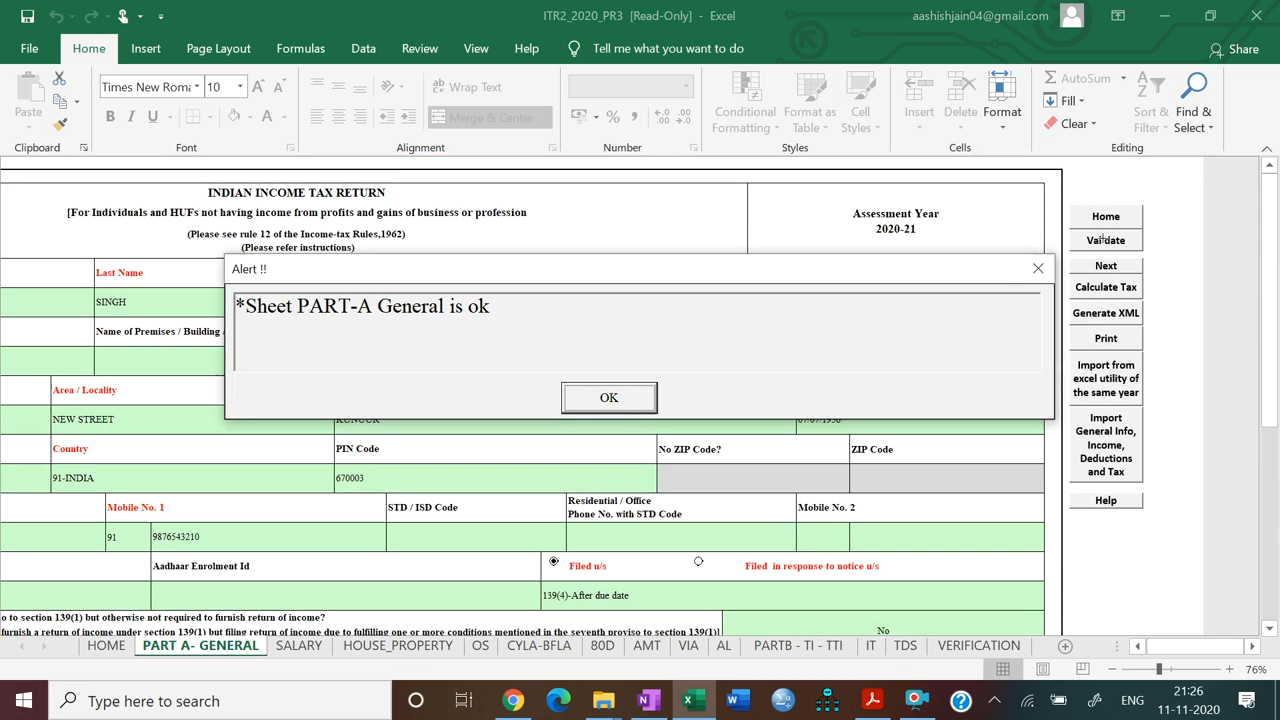 ITR2_2020_PR3 [Read-Only] - Excel
aashishjain04@gmail.com
File Home Insert Page Layout Formulas Data Review View Help Tell me what you want to do Share
Times New Roma 10
Wrap Text
AutoSum
Paste
Merge & Center
Conditional Formatting
Format as Table
Cell Styles
Insert Delete Format
Fill
Clear
Sort & Filter
Find & Select
Clipboard Font Alignment Number Styles Cells Editing
INDIAN INCOME TAX RETURN
[For Individuals and HUFs not having income from profits and gains of business or profession
(Please see rule 12 of the Income-tax Rules,1962)
(Please refer instructions)
Assessment Year
2020-21
Home
Validate
Next
Calculate Tax
Generate XML
Print
Import from
excel utility of
the same year
Import
General Info,
Income,
Deductions
and Tax
Help
Last Name
SINGH
Name of Premises / Building /
Alert !!
*Sheet PART-A General is ok
OK
Area / Locality
NEW STREET
Country PIN Code No ZIP Code? ZIP Code
91-INDIA 670003
Mobile No. 1 STD / ISD Code Residential / Office
Phone No. with STD Code Mobile No. 2
91 9876543210
Aadhaar Enrolment Id Filed u/s Filed in response to notice u/s
139(4)-After due date
o to section 139(1) but otherwise not required to furnish return of income?
furnish a return of income under section 139(1) but filing return of income due to fulfilling one or more conditions mentioned in the seventh proviso to section 139(1)
No
HOME PART A- GENERAL SALARY HOUSE_PROPERTY OS CYLA-BFLA 80D AMT VIA AL PARTB - TI - TTI IT TDS VERIFICATION
76%
Type here to search
ENG
21:26
11-11-2020